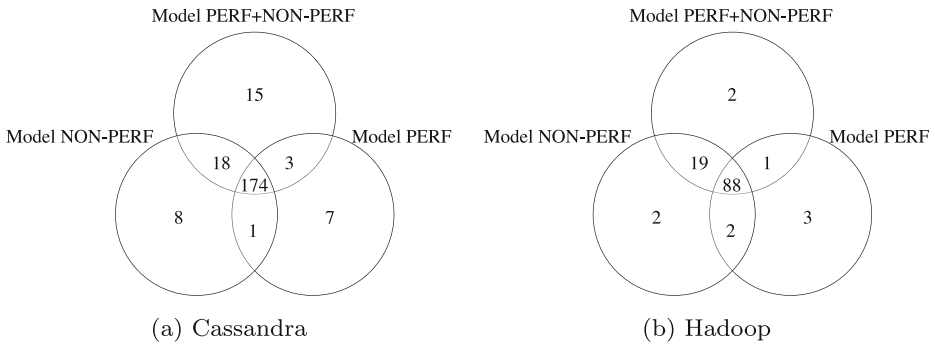 Model PERF+NON-PERF
15
Model NON-PERF
Model PERF
18
3
174
8
1
7
(a) Cassandra
Model PERF+NON-PERF
2
Model NON-PERF
Model PERF
19
1
88
2
2
3
(b) Hadoop